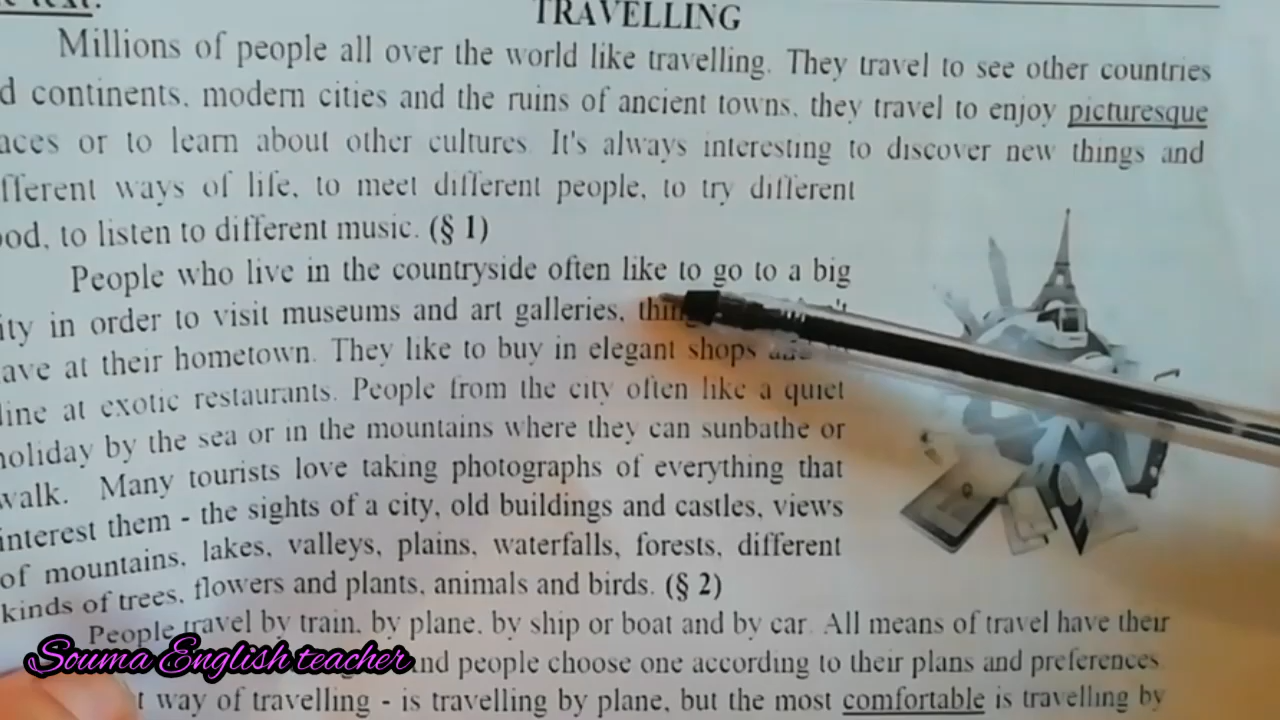 TRAVELLING
Millions of people all over the world like travelling. They travel to see other countries
continents, modern cities and the ruins of ancient towns, they travel to enjoy picturesque
or to learn about other cultures. It's always interesting to discover new things and
ways of life, to meet different people, to try different
to listen to different music. (§ 1)
People who live in the countryside often like to go to a big
in order to visit museums and art galleries,
at their hometown. They like to buy in elegant shops
at exotic restaurants. People from the city often like a quiet
holiday by the sea or in the mountains where they can sunbathe or
walk. Many tourists love taking photographs of everything that
interest them - the sights of a city, old buildings and castles, views
of mountains, lakes, valleys, plains, waterfalls, forests, different
kinds of trees, flowers and plants, animals and birds. (§ 2)
People travel by train, by plane, by ship or boat and by car. All means of travel have their
Souma English teacher
and people choose one according to their plans and preferences.
way of travelling - is travelling by plane, but the most comfortable is travelling by